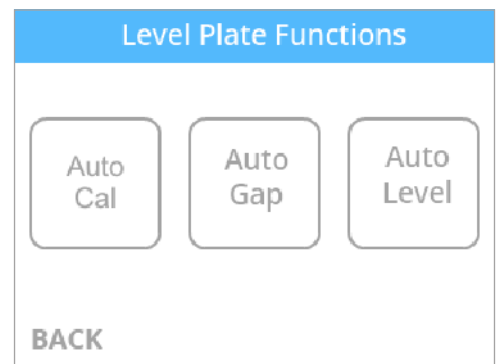 Level Plate Functions
Auto
Cal
Auto
Gap
Auto
Level
BACK